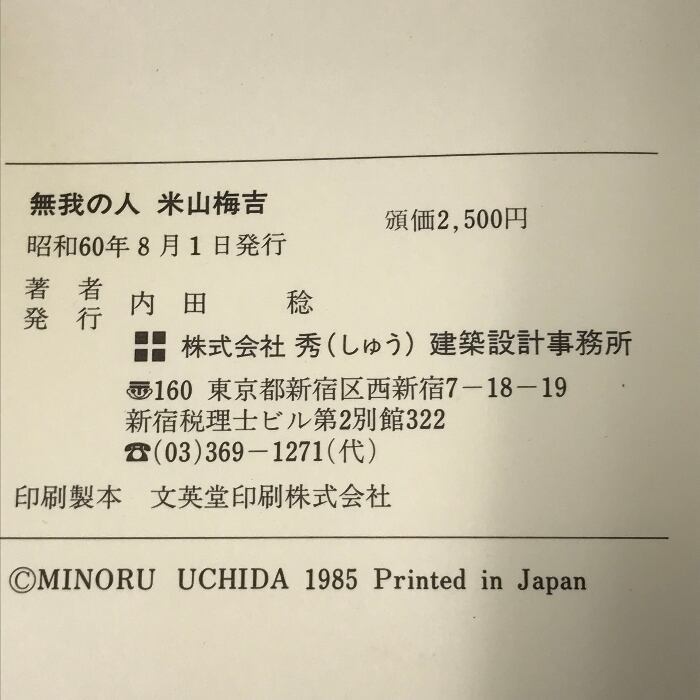 無我の人 米山梅吉
頒価2,500円
昭和60年8月1日発行
著者
発行
内田 稔
株式会社 秀(しゅう) 建築設計事務所
〠160 東京都新宿区西新宿7-18-19
新宿税理士ビル第2別館322
☎(03)369-1271(代)
印刷製本 文英堂印刷株式会社
©MINORU UCHIDA 1985 Printed in Japan